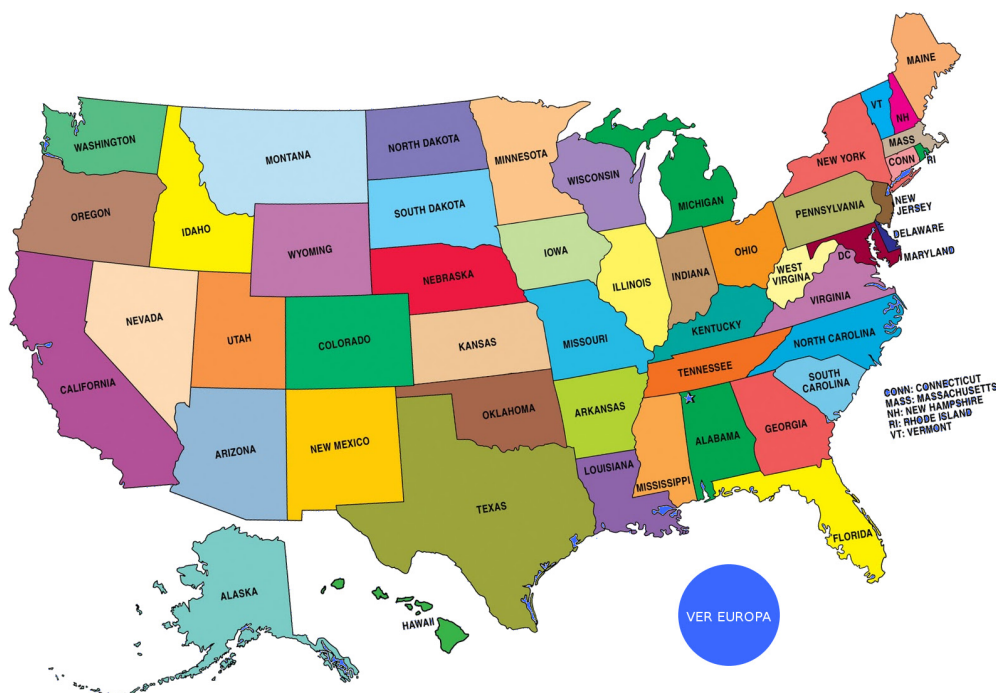 WASHINGTON
MONTANA
NORTH DAKOTA
MINNESOTA
MAINE
VT
NH
OREGON
IDAHO
WYOMING
SOUTH DAKOTA
WISCONSIN
MICHIGAN
NEW YORK
MASS
CONN
RI
NEVADA
UTAH
COLORADO
NEBRASKA
IOWA
ILLINOIS
INDIANA
OHIO
PENNSYLVANIA
NEW
JERSEY
DELAWARE
MARYLAND
DC
WEST
VIRGINA
VIRGINIA
CALIFORNIA
KANSAS
MISSOURI
KENTUCKY
NORTH CAROLINA
TENNESSEE
SOUTH
CAROLINA
ARIZONA
NEW MEXICO
OKLAHOMA
ARKANSAS
MISSISSIPPI
ALABAMA
GEORGIA
CONN: CONNECTICUT
MASS: MASSACHUSETTS
NH: NEW HAMPSHIRE
RI: RHODE ISLAND
VT: VERMONT
TEXAS
LOUISIANA
FLORIDA
ALASKA
HAWAII
VER EUROPA